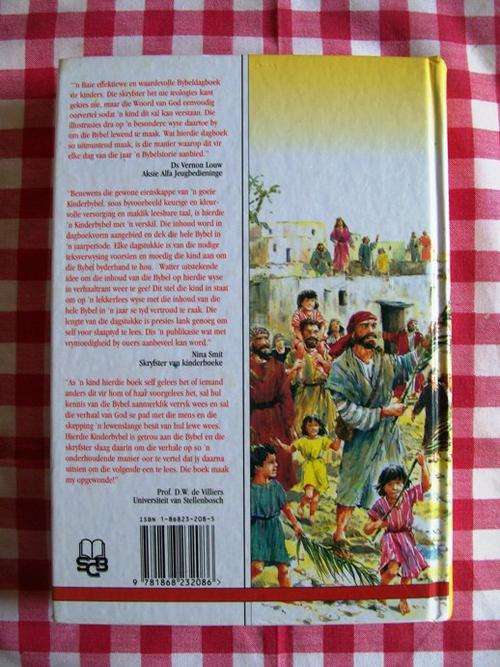 "'n Baie effektiewe en waardevolle Bybeldagboek
vir kinders. Die skryfster het nie teologies kant
gekies nie, maar die Woord van God eenvoudig
oorvertel sodat 'n kind dit sal kan verstaan. Die
illustrasies dra op 'n besondere wyse daartoe by
om die Bybel lewend te maak. Wat hierdie dagboek
so uitmuntend maak, is die manier waarop dit vir
elke dag van die jaar 'n Bybelstorie aanbied."
Ds Vernon Louw
Aksie Alfa Jeugbedieninge
"Benewens die gewone eienskappe van 'n goeie
Kinderbybel, soos byvoorbeeld keurige en kleur-
volle versorging en maklik leesbare taal, is hierdie
'n Kinderbybel met 'n verskil. Die inhoud word in
dagboekvorm aangebied en dek die hele Bybel in
'n jaarperiode. Elke dagstukkie is van die nodige
teksverwysing voorsien en moedig die kind aan om
die Bybel byderhand te hou. Watter uitstekende
idee om die inhoud van die Bybel op hierdie wyse
in verhaaltrant weer te gee! Dit stel die kind in staat
om op 'n lekkerlees wyse met die inhoud van die
hele Bybel in 'n jaar se tyd vertroud te raak. Die
lengte van die dagstukke is presies lank genoeg om
self voor slaaptyd te lees. Dis 'n publikasie wat met
vrymoedigheid by ouers aanbeveel kan word."
Nina Smit
Skryfster van kinderboeke
"As 'n kind hierdie boek self gelees het of iemand
anders dit vir hom of haar voorgelees het, sal hul
kennis van die Bybel aanmerklik verryk wees en sal
die verhaal van God se pad met die mens en die
skepping 'n lewenslange besit van hul lewe wees.
Hierdie Kinderbybel is getrou aan die Bybel en die
skryfster slaag daarin om die verhale op so 'n
onderhoudende manier oor te vertel dat jy daarna
uitsien om die volgende een te lees. Die boek maak
my opgewonde!"
Prof. D.W. de Villiers
Universiteit van Stellenbosch
ISBN 1-86823-208-5
9 781868 232086 >
SCB